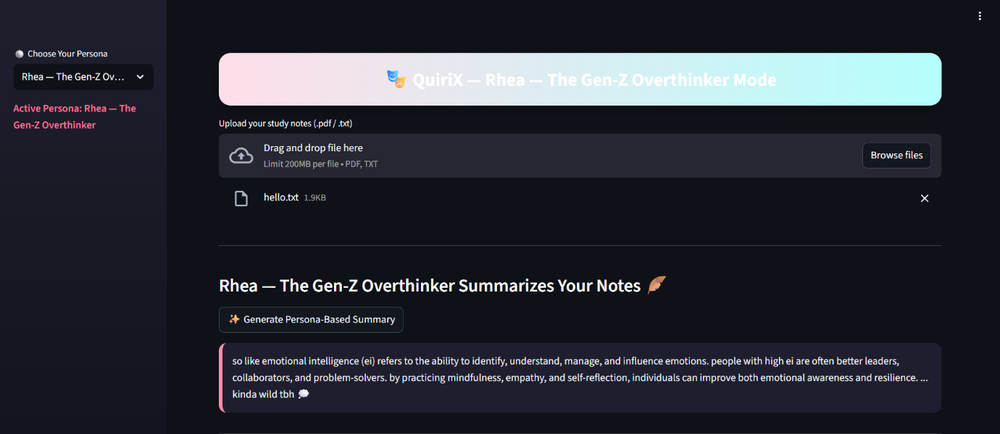 Choose Your Persona
Rhea — The Gen-Z Ov...
Active Persona: Rhea — The
Gen-Z Overthinker
🎭 QuiriX — Rhea — The Gen-Z Overthinker Mode
Upload your study notes (.pdf / .txt)
Drag and drop file here
Limit 200MB per file • PDF, TXT
Browse files
hello.txt 1.9KB
Rhea — The Gen-Z Overthinker Summarizes Your Notes 🪶
✨ Generate Persona-Based Summary
so like emotional intelligence (ei) refers to the ability to identify, understand, manage, and influence emotions. people with high ei are often better leaders,
collaborators, and problem-solvers. by practicing mindfulness, empathy, and self-reflection, individuals can improve both emotional awareness and resilience. ...
kinda wild tbh 💭